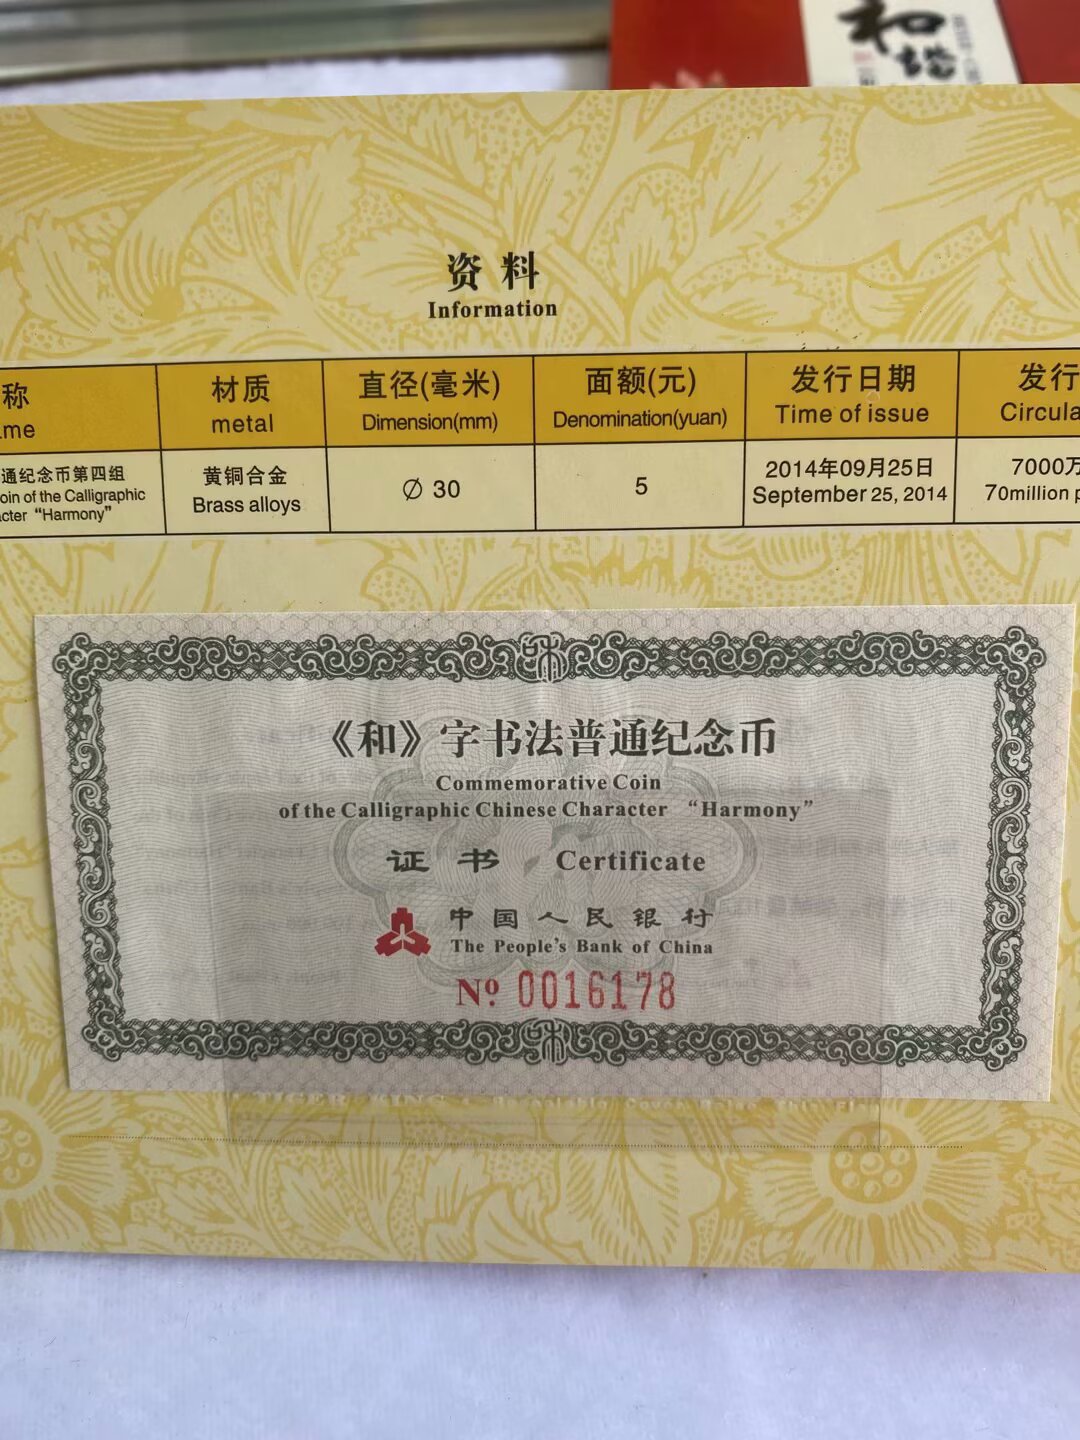 和
谐
资料
Information
称
材质
直径(毫米)
面额(元)
发行日期
发行
me
metal
Dimension(mm)
Denomination(yuan)
Time of issue
Circula
通纪念币第四组
oin of the Calligraphic
cter “Harmony”
黄铜合金
Brass alloys
∅ 30
5
2014年09月25日
September 25, 2014
7000万
70million p
和
《和》字书法普通纪念币
Commemorative Coin
of the Calligraphic Chinese Character “Harmony”
证书 Certificate
中国人民银行
The People’s Bank of China
Nº 0016178
和